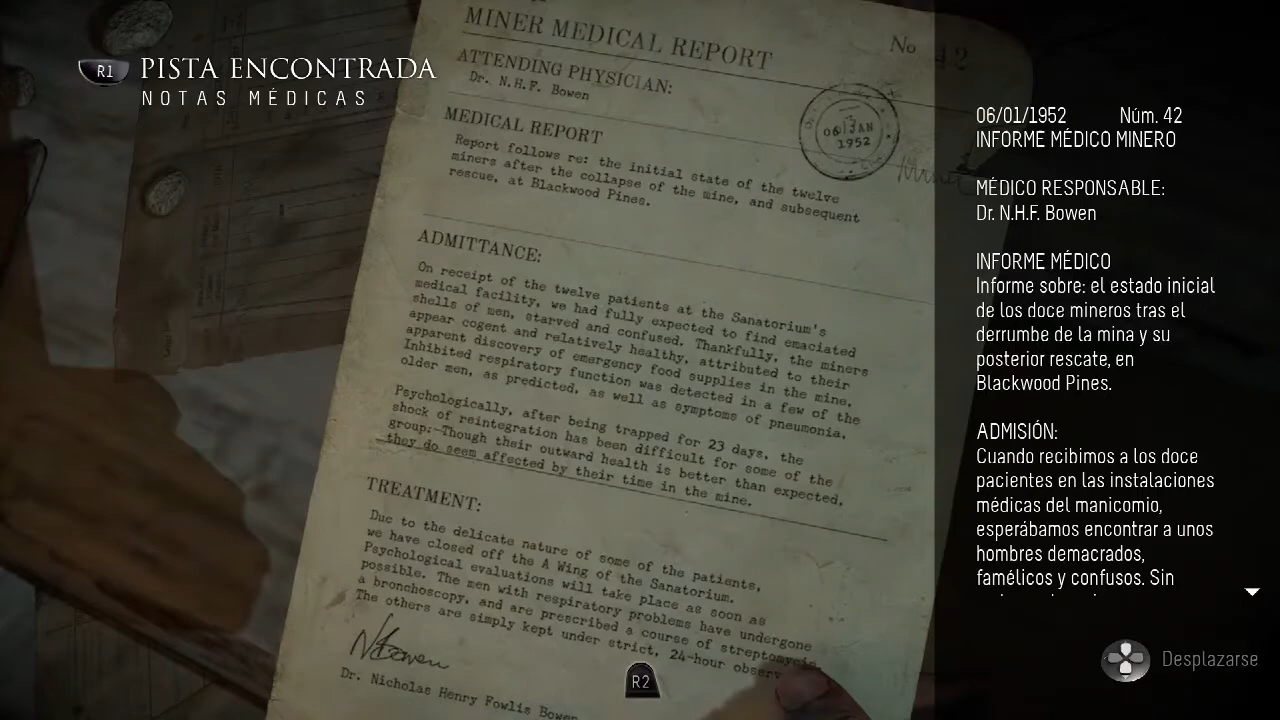 R1 PISTA ENCONTRADA
NOTAS MÉDICAS
MINER MEDICAL REPORT
No 42
ATTENDING PHYSICIAN:
Dr. N.H.F. Bowen
06 JAN
1952
MEDICAL REPORT
Report follows re: the initial state of the twelve
miners after the collapse of the mine, and subsequent
rescue, at Blackwood Pines.
ADMITTANCE:
On receipt of the twelve patients at the Sanatorium's
medical facility, we had fully expected to find emaciated
shells of men, starved and confused. Thankfully, the miners
appear cogent and relatively healthy, attributed to their
apparent discovery of emergency food supplies in the mine.
Inhibited respiratory function was detected in a few of the
older men, as predicted, as well as symptoms of pneumonia.
Psychologically, after being trapped for 23 days, the
shock of reintegration has been difficult for some of the
group; Though their outward health is better than expected,
they do seem affected by their time in the mine.
TREATMENT:
Due to the delicate nature of some of the patients,
we have closed off the A Wing of the Sanatorium.
Psychological evaluations will take place as soon as
possible. The men with respiratory problems have undergone
a bronchoscopy, and are prescribed a course of streptomycin.
The others are simply kept under strict, 24-hour observ
Dr. Nicholas Henry Fowlis Bowen
R2
06/01/1952 Núm. 42
INFORME MÉDICO MINERO
MÉDICO RESPONSABLE:
Dr. N.H.F. Bowen
INFORME MÉDICO
Informe sobre: el estado inicial
de los doce mineros tras el
derrumbe de la mina y su
posterior rescate, en
Blackwood Pines.
ADMISIÓN:
Cuando recibimos a los doce
pacientes en las instalaciones
médicas del manicomio,
esperábamos encontrar a unos
hombres demacrados,
famélicos y confusos. Sin
Desplazarse